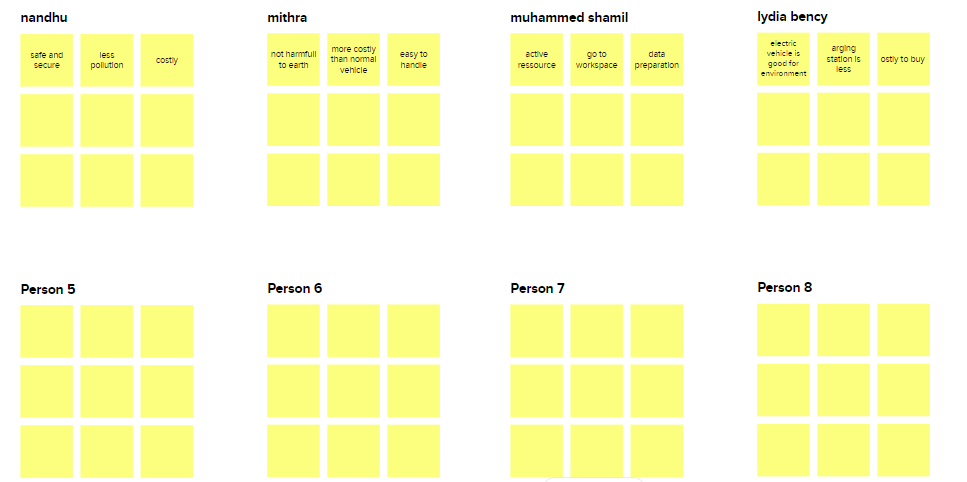 nandhu
safe and
secure
less
pollution
costly
mithra
not harmfull
to earth
more costly
than normal
vehicle
easy to
handle
muhammed shamil
active
ressource
go to
workspace
data
preparation
lydia bency
electric
vehicle is
good for
environment
arging
station is
less
ostly to buy
Person 5
Person 6
Person 7
Person 8